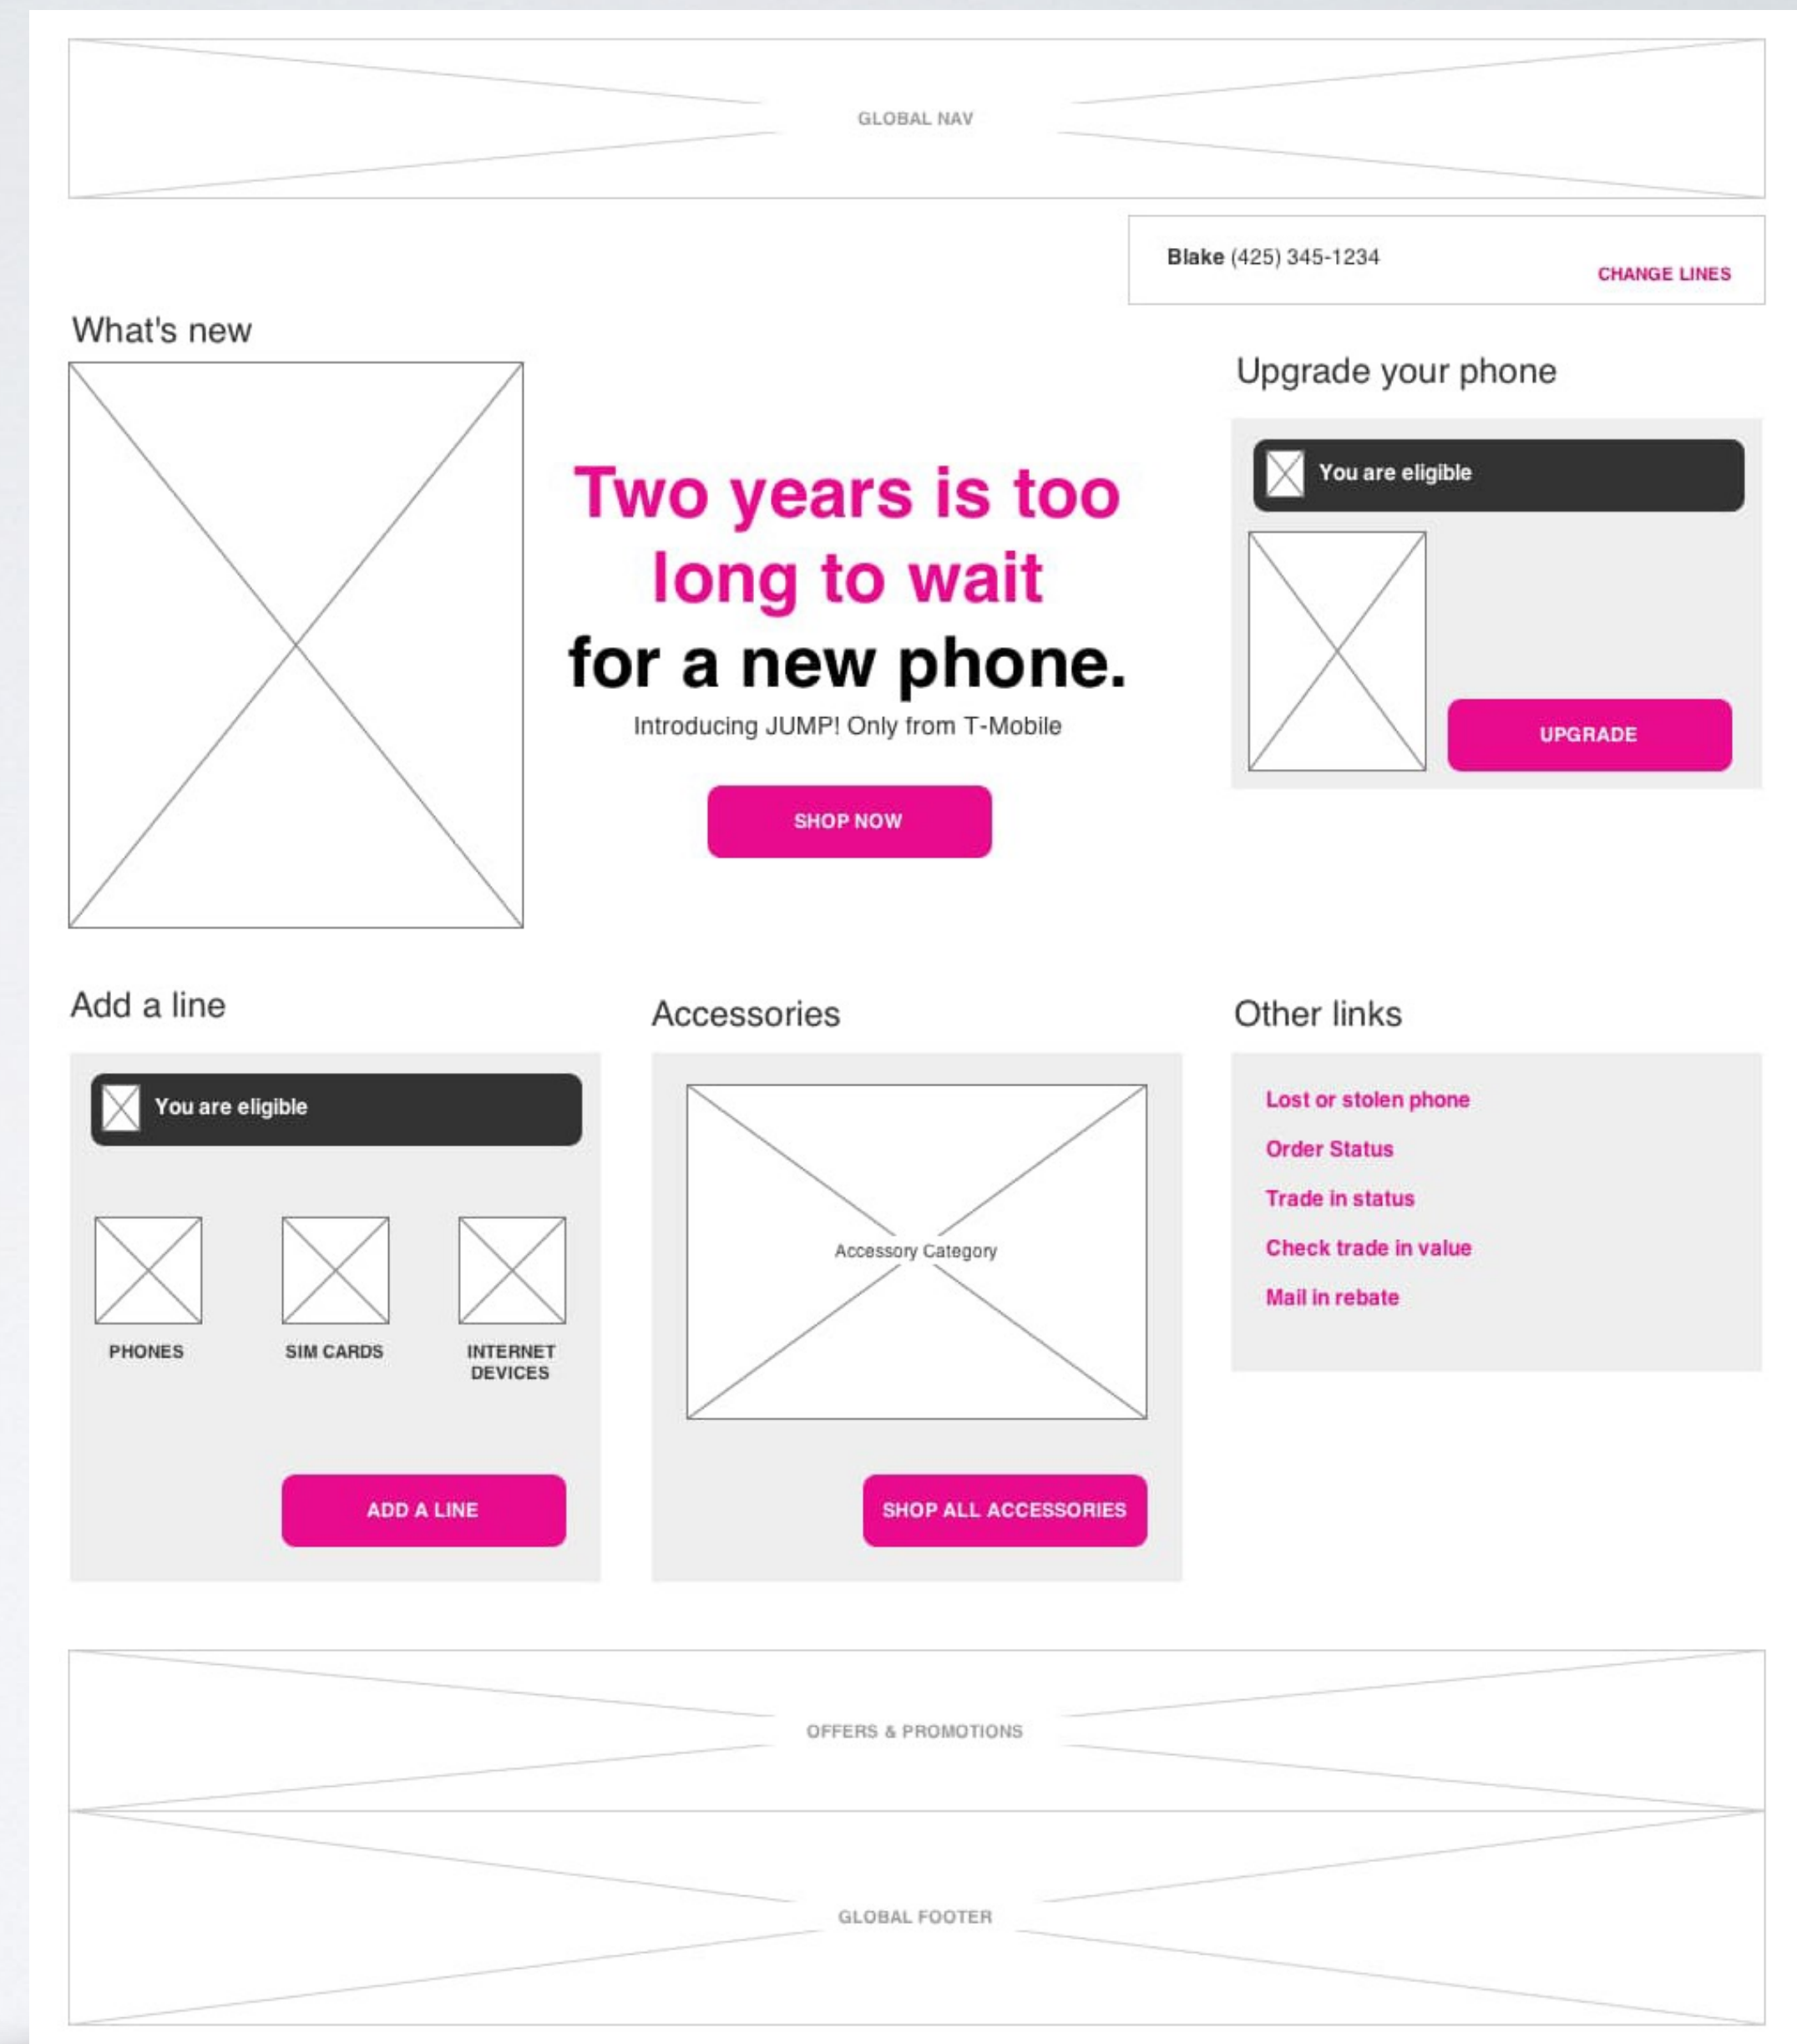 GLOBAL NAV
Blake (425) 345-1234
CHANGE LINES
What's new
Two years is too
long to wait
for a new phone.
Introducing JUMP! Only from T-Mobile
SHOP NOW
Upgrade your phone
You are eligible
UPGRADE
Add a line
You are eligible
PHONES
SIM CARDS
INTERNET
DEVICES
ADD A LINE
Accessories
Accessory Category
SHOP ALL ACCESSORIES
Other links
Lost or stolen phone
Order Status
Trade in status
Check trade in value
Mail in rebate
OFFERS & PROMOTIONS
GLOBAL FOOTER